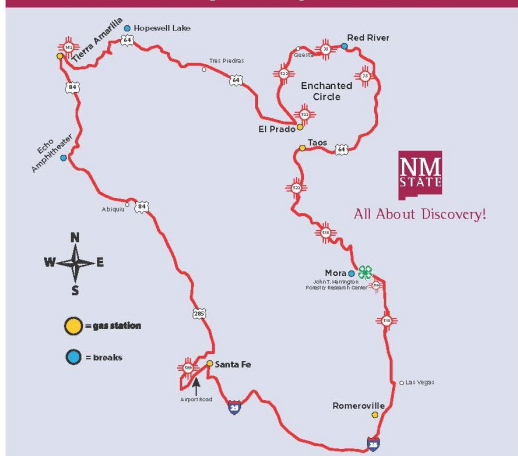 Tierra Amarilla
Hopewell Lake
64
84
Tres Piedras
64
Red River
Questa
Enchanted
Circle
El Prado
Taos
64
Echo
Amphitheater
NM
STATE
All About Discovery!
Abiquiu
84
N
W
E
S
Mora
John T. Harrington
Forestry Research Center
= gas station
= breaks
285
Santa Fe
Airport Road
25
Las Vegas
Romeroville
25